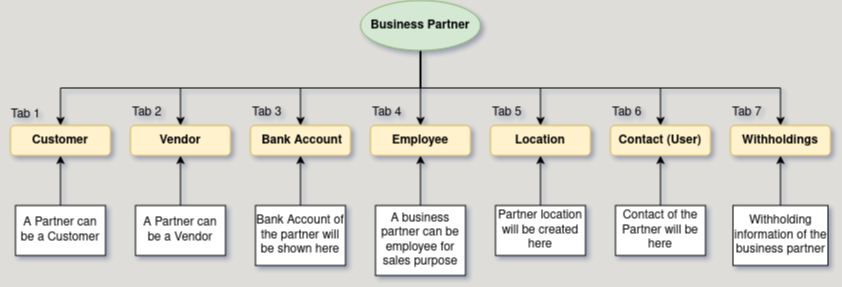 Business Partner
Tab 1
Tab 2
Tab 3
Tab 4
Tab 5
Tab 6
Tab 7
Customer
Vendor
Bank Account
Employee
Location
Contact (User)
Withholdings
A Partner can
be a Customer
A Partner can
be a Vendor
Bank Account of
the partner will
be shown here
A business
partner can be
employee for
sales purpose
Partner location
will be created
here
Contact of the
Partner will be
here
Withholding
information of the
business partner